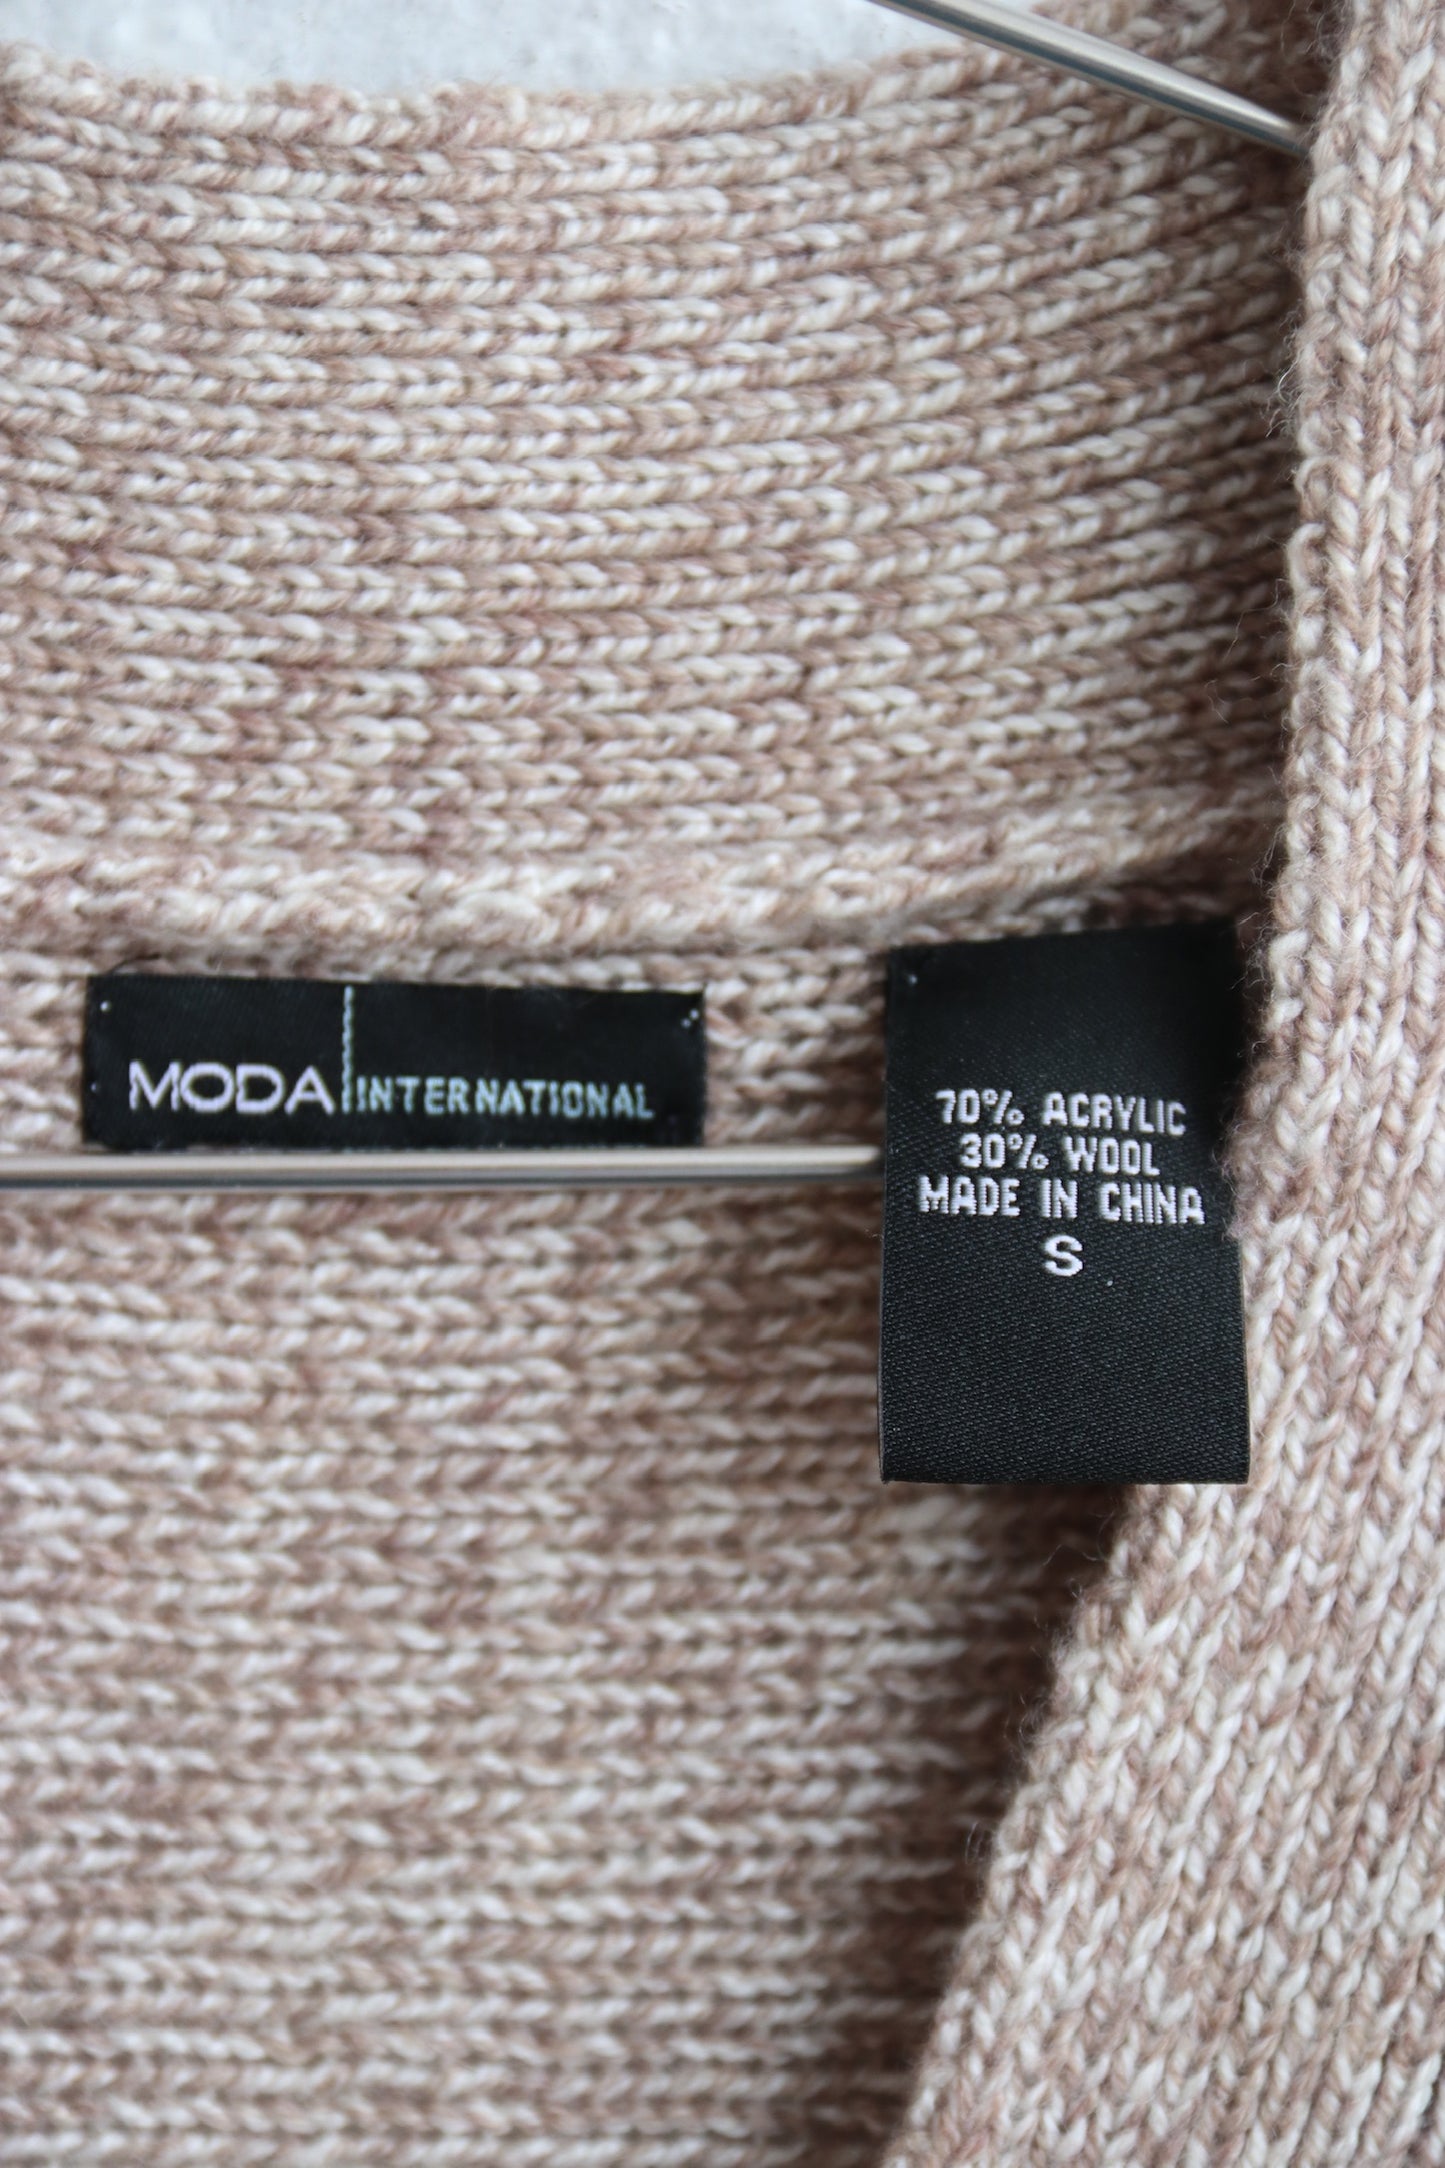 MODA INTERNATIONAL
70% ACRYLIC
30% WOOL
MADE IN CHINA
S